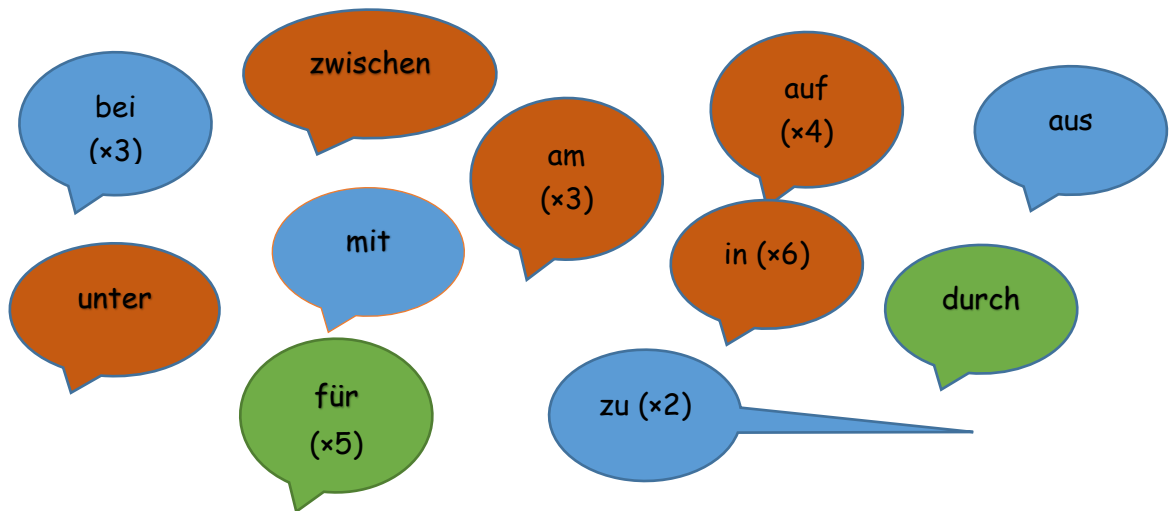 bei
(×3)
zwischen
am
(×3)
auf
(×4)
aus
unter
mit
in (×6)
durch
für
(×5)
zu (×2)